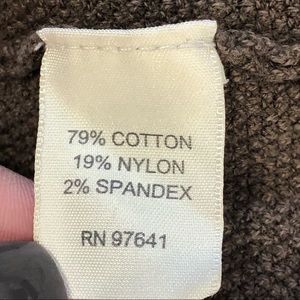 79% COTTON
19% NYLON
2% SPANDEX
RN 97641